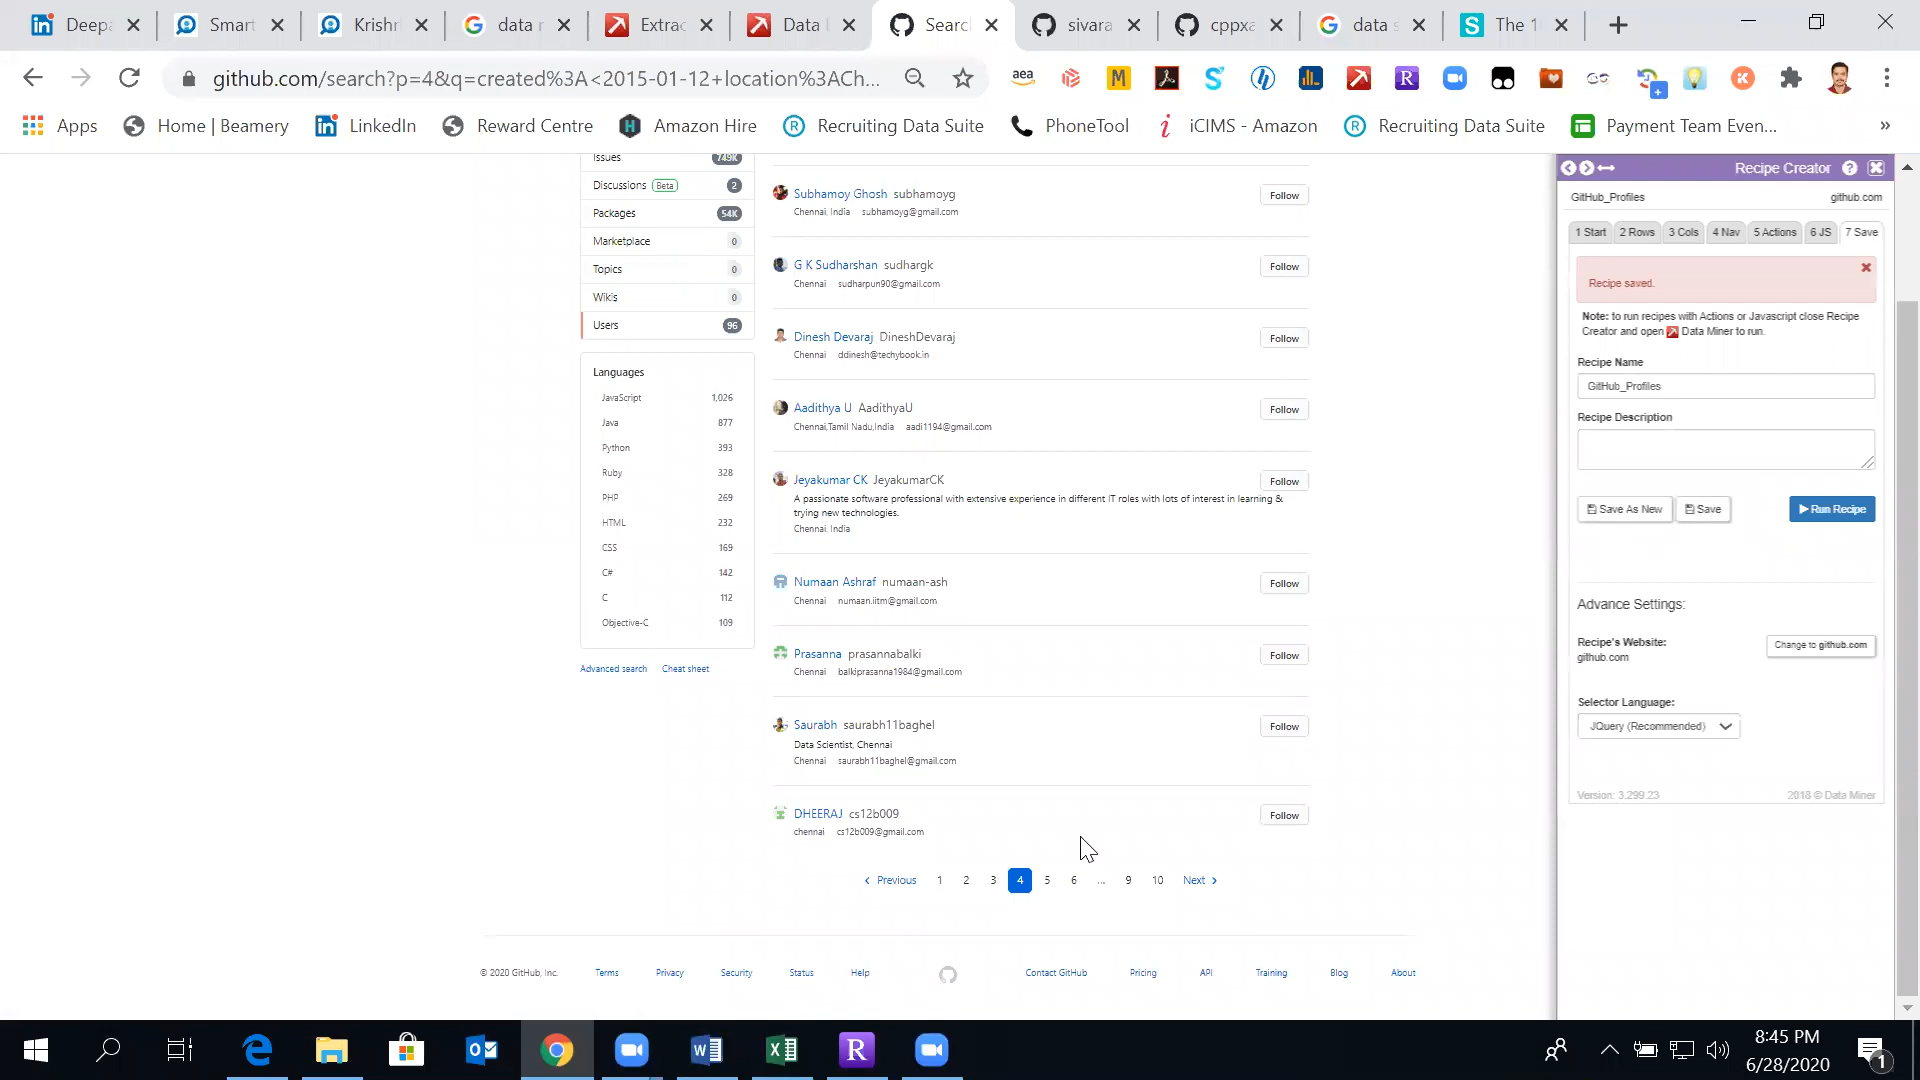 Deepa
Smart
Krishn
data r
Extrac
Data
Searc
sivara
cppxa
data s
The 1
github.com/search?p=4&q=created%3A<2015-01-12+location%3ACh...
aea
Apps
Home | Beamery
LinkedIn
Reward Centre
Amazon Hire
Recruiting Data Suite
PhoneTool
iCIMS - Amazon
Recruiting Data Suite
Payment Team Even...
»
Issues 749K
Discussions Beta 2
Packages 54K
Marketplace 0
Topics 0
Wikis 0
Users 96
Languages
JavaScript 1,026
Java 877
Python 393
Ruby 328
PHP 269
HTML 232
CSS 169
C# 142
C 112
Objective-C 109
Advanced search Cheat sheet
Subhamoy Ghosh subhamoyg
Follow
Chennai, India subhamoyg@gmail.com
G K Sudharshan sudhargk
Follow
Chennai sudharpun90@gmail.com
Dinesh Devaraj DineshDevaraj
Follow
Chennai ddinesh@techybook.in
Aadithya U AadithyaU
Follow
Chennai,Tamil Nadu,India aadi1194@gmail.com
Jeyakumar CK JeyakumarCK
Follow
A passionate software professional with extensive experience in different IT roles with lots of interest in learning &
trying new technologies.
Chennai. India
Numaan Ashraf numaan-ash
Follow
Chennai numaan.iitm@gmail.com
Prasanna prasannabalki
Follow
Chennai balkiprasanna1984@gmail.com
Saurabh saurabh11baghel
Follow
Data Scientist, Chennai
Chennai saurabh11baghel@gmail.com
DHEERAJ cs12b009
Follow
chennai cs12b009@gmail.com
Previous 1 2 3 4 5 6 ... 9 10 Next
© 2020 GitHub, Inc. Terms Privacy Security Status Help Contact GitHub Pricing API Training Blog About
Recipe Creator
GitHub_Profiles github.com
1 Start 2 Rows 3 Cols 4 Nav 5 Actions 6 JS 7 Save
Recipe saved.
Note: to run recipes with Actions or Javascript close Recipe
Creator and open Data Miner to run.
Recipe Name
GitHub_Profiles
Recipe Description
Save As New Save Run Recipe
Advance Settings:
Recipe's Website:
github.com
Change to github.com
Selector Language:
JQuery (Recommended)
Version: 3.299.23 2018 © Data Miner
8:45 PM
6/28/2020
1